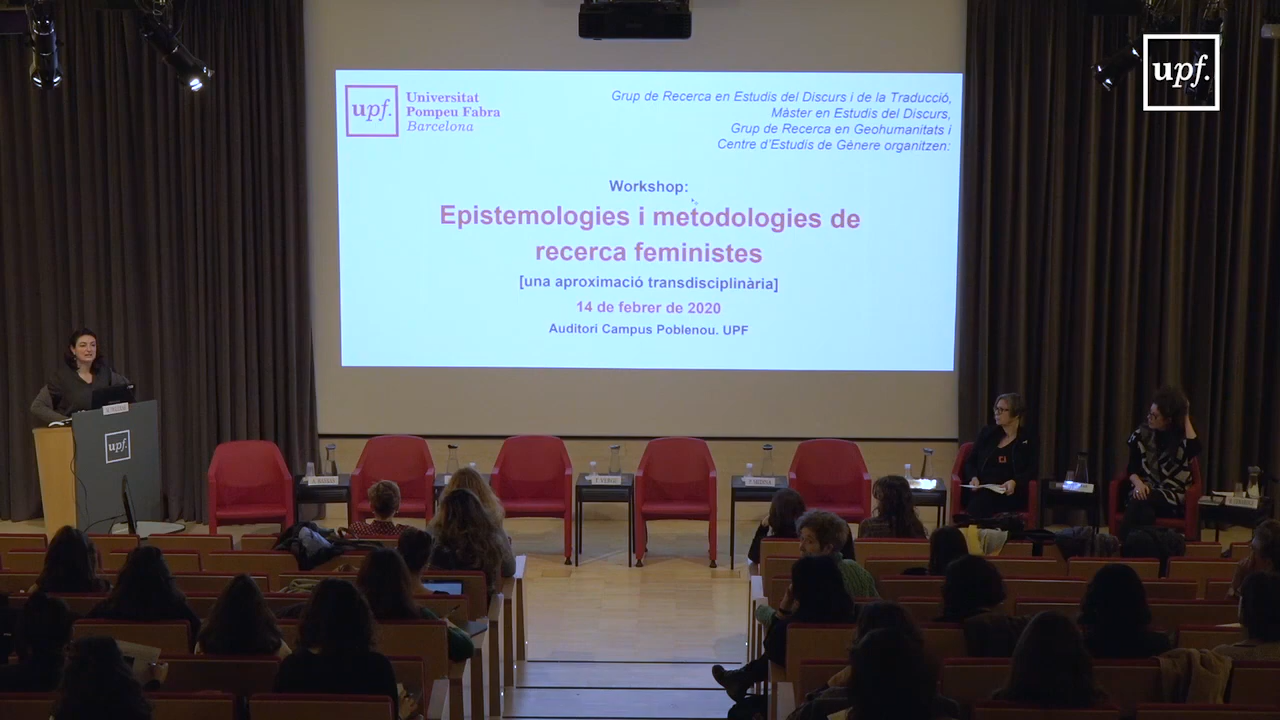 upf.
upf.
Universitat
Pompeu Fabra
Barcelona
Grup de Recerca en Estudis del Discurs i de la Traducció,
Màster en Estudis del Discurs,
Grup de Recerca en Geohumanitats i
Centre d'Estudis de Gènere organitzen:
Workshop:
Epistemologies i metodologies de
recerca feministes
[una aproximació transdisciplinària]
14 de febrer de 2020
Auditori Campus Poblenou. UPF
upf.